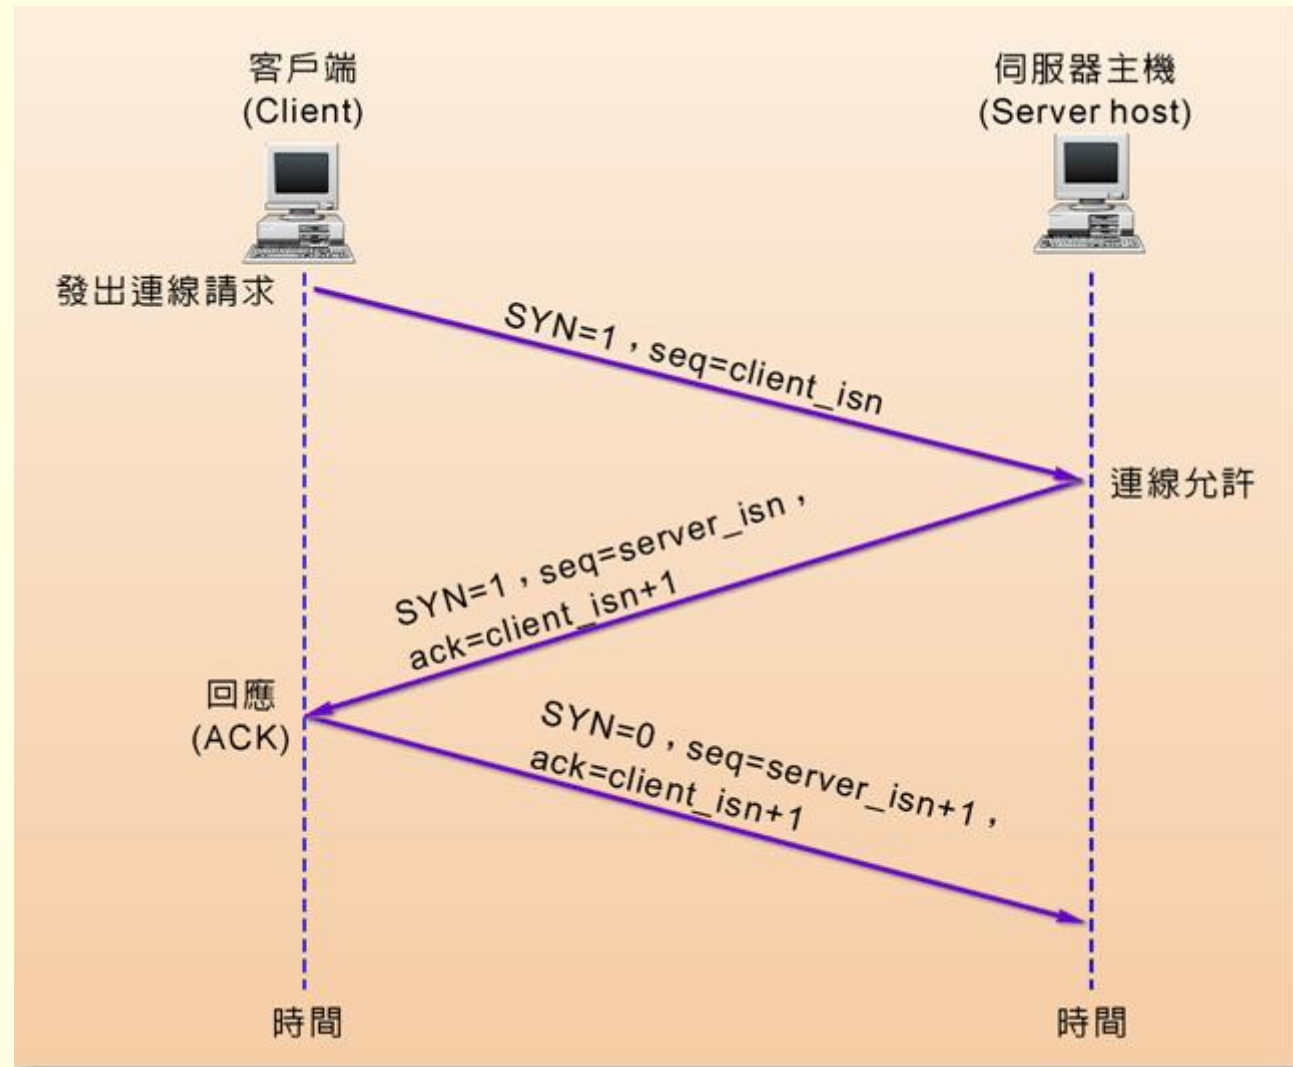 客戶端
(Client)
伺服器主機
(Server host)
發出連線請求
SYN=1，seq=client_isn
連線允許
SYN=1，seq=server_isn，
ack=client_isn+1
回應
(ACK)
SYN=0，seq=server_isn+1，
ack=client_isn+1
時間
時間